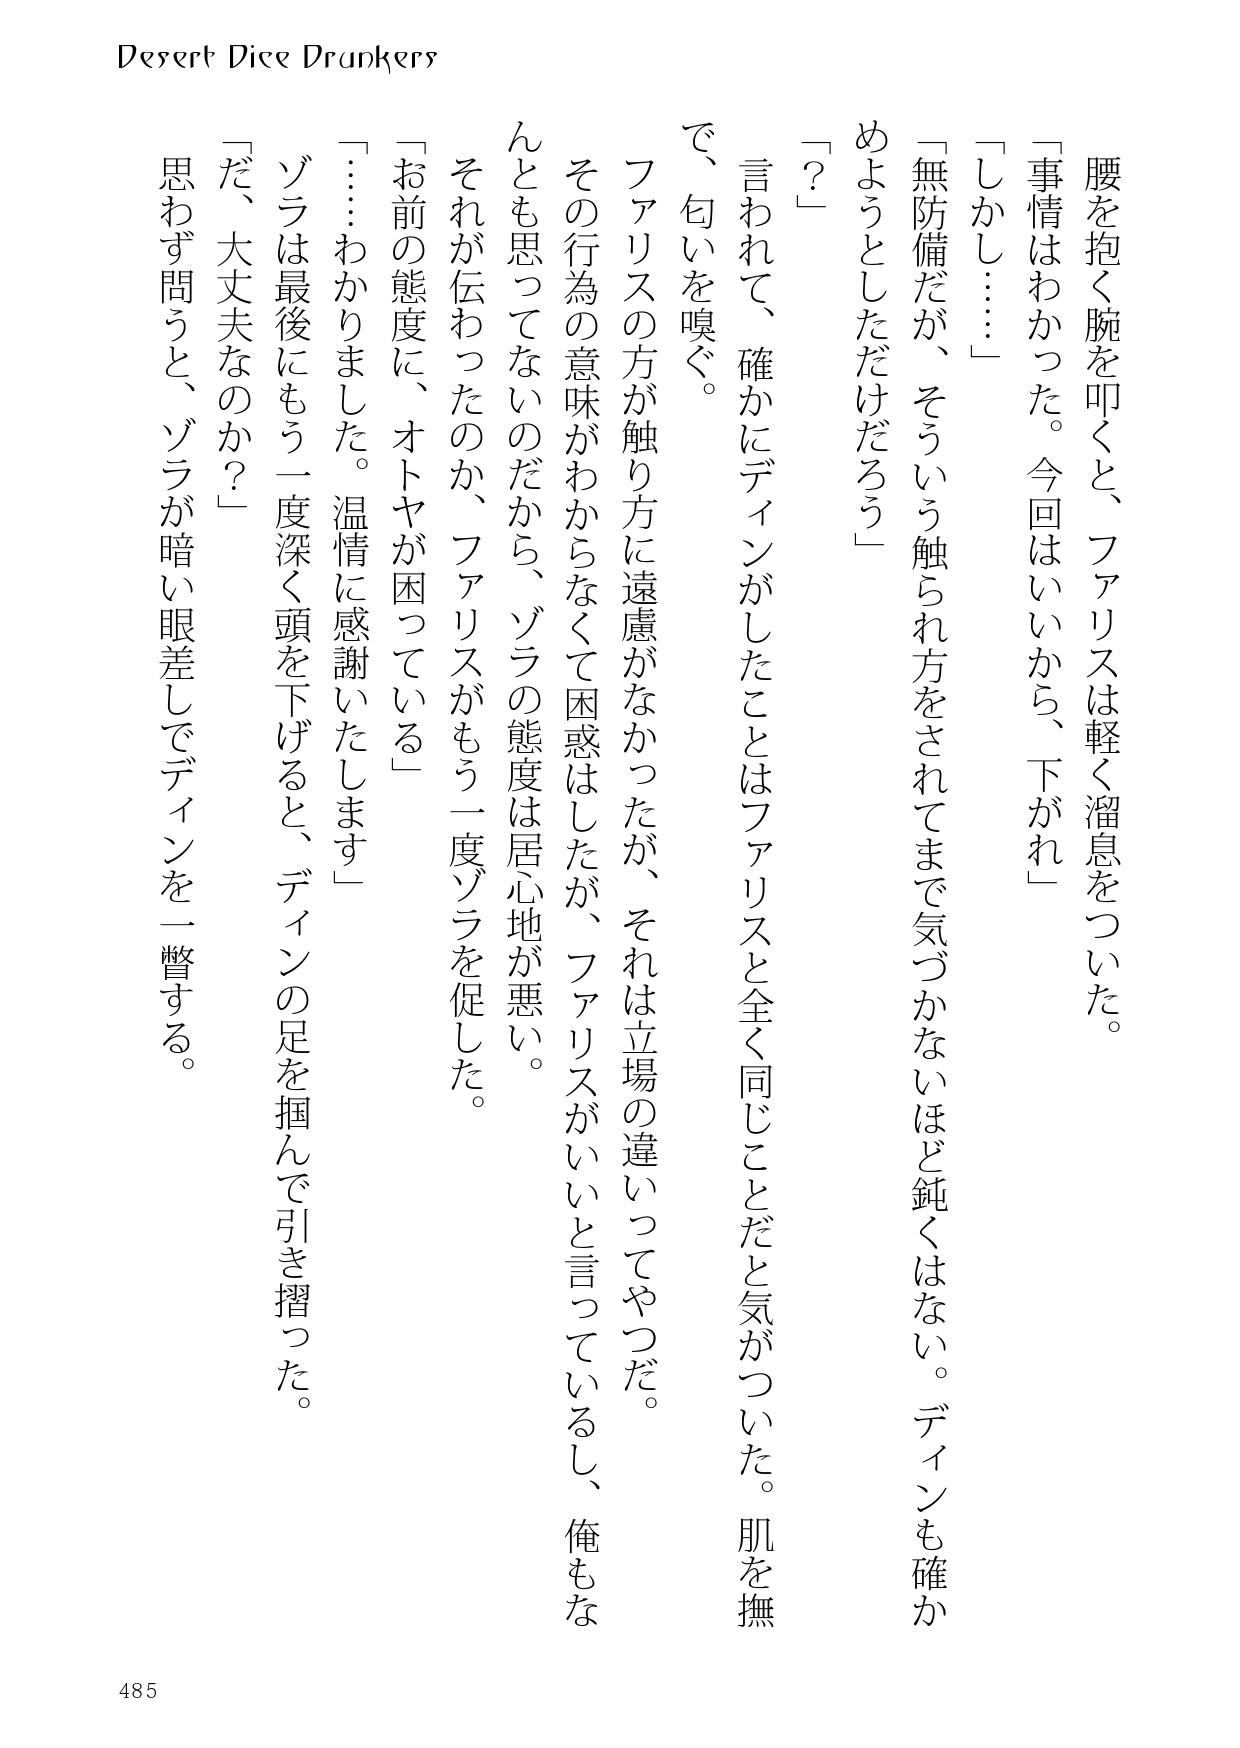 Desert Dice Drunkers
腰を抱く腕を叩くと、ファリスは軽く溜息をついた。
「事情はわかった。今回はいいから、下がれ」
「しかし……」
「無防備だが、そういう触られ方をされてまで気づかないほど鈍くはない。ディンも確か
めようとしただけだろう」
「？」
言われて、確かにディンがしたことはファリスと全く同じことだと気がついた。肌を撫
で、匂いを嗅ぐ。
ファリスの方が触り方に遠慮がなかったが、それは立場の違いってやつだ。
その行為の意味がわからなくて困惑はしたが、ファリスがいいと言っているし、俺もな
んとも思ってないのだから、ゾラの態度は居心地が悪い。
それが伝わったのか、ファリスがもう一度ゾラを促した。
「お前の態度に、オトヤが困っている」
「……わかりました。温情に感謝いたします」
ゾラは最後にもう一度深く頭を下げると、ディンの足を掴んで引き摺った。
「だ、大丈夫なのか？」
思わず問うと、ゾラが暗い眼差しでディンを一瞥する。
485